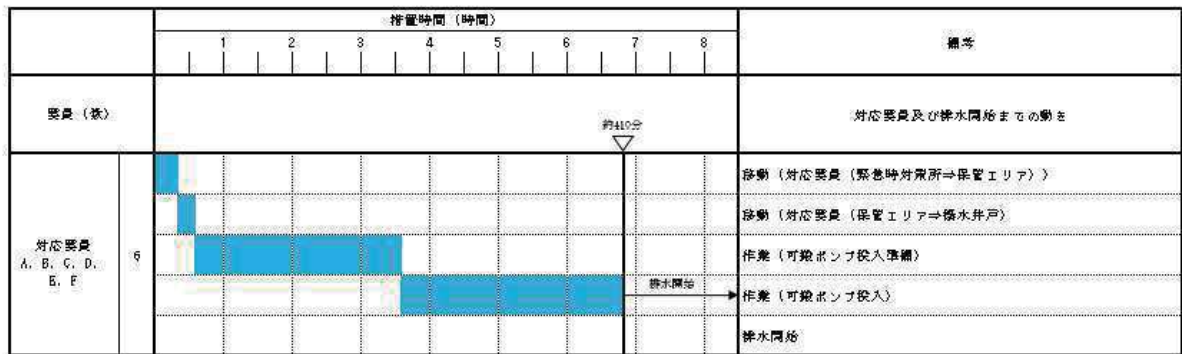 措置時間（時間）
備考
1 2 3 4 5 6 7 8
要員（数）
約410分
対応要員及び排水開始までの動き
移動（対応要員（緊急時対策所⇒保管エリア））
移動（対応要員（保管エリア⇒揚水井戸）
対応要員
A，B，C，D，
E，F
6
作業（可搬ポンプ投入準備）
排水開始
作業（可搬ポンプ投入）
排水開始